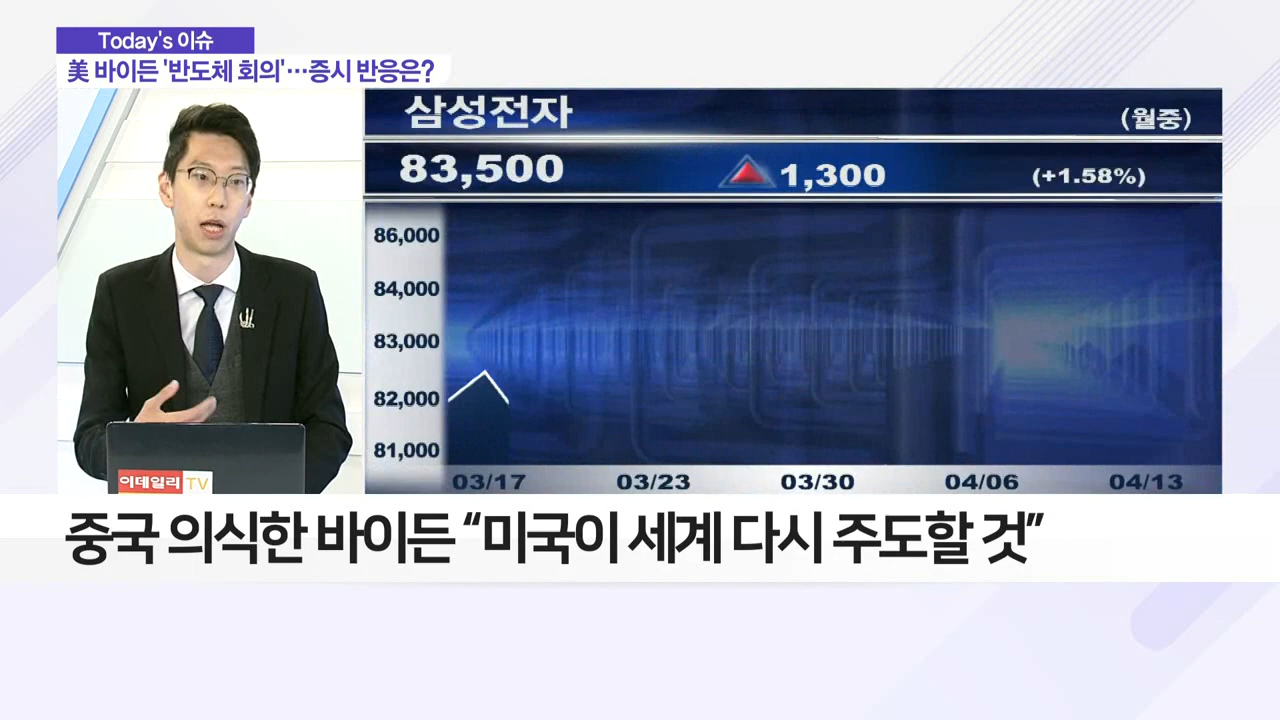 Today's 이슈
美 바이든 '반도체 회의'…증시 반응은?
삼성전자 (월중)
83,500 1,300 (+1.58%)
86,000
84,000
83,000
82,000
81,000
03/17 03/23 03/30 04/06 04/13
이데일리 TV
중국 의식한 바이든 “미국이 세계 다시 주도할 것”